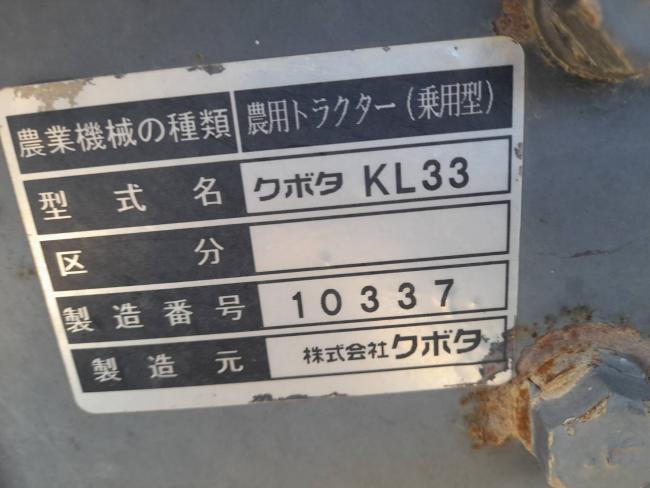 農業機械の種類 農用トラクター(乗用型)
型式名 クボタ KL33
区分
製造番号 10337
製造元 株式会社クボタ